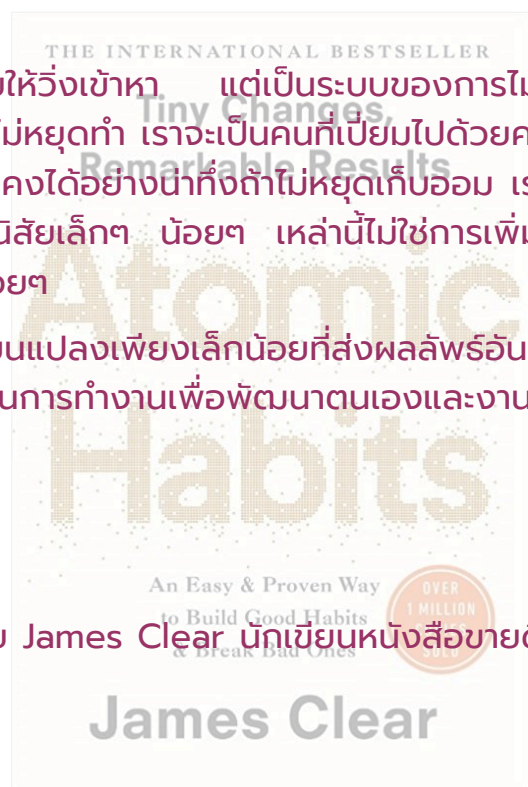 THE INTERNATIONAL BESTSELLER
ให้วิ่งเข้าหา แต่เป็นระบบของการไม่
Tiny Changes,
ไม่หยุดทำ เราจะเป็นคนที่เปี่ยมไปด้วยค
Remarkable Results
คงได้อย่างน่าทึ่งถ้าไม่หยุดเก็บออม เร
นิสัยเล็กๆ น้อยๆ เหล่านี้ไม่ใช่การเพิ่ม
อยๆ
Atomic
นแปลงเพียงเล็กน้อยที่ส่งผลลัพธ์อัน
นการทำงานเพื่อพัฒนาตนเองและงาน
Habits
An Easy & Proven Way
to Build Good Habits
& Break Bad Ones
OVER
1 MILLION
SOLD
James Clear นักเขียนหนังสือขายด
James Clear